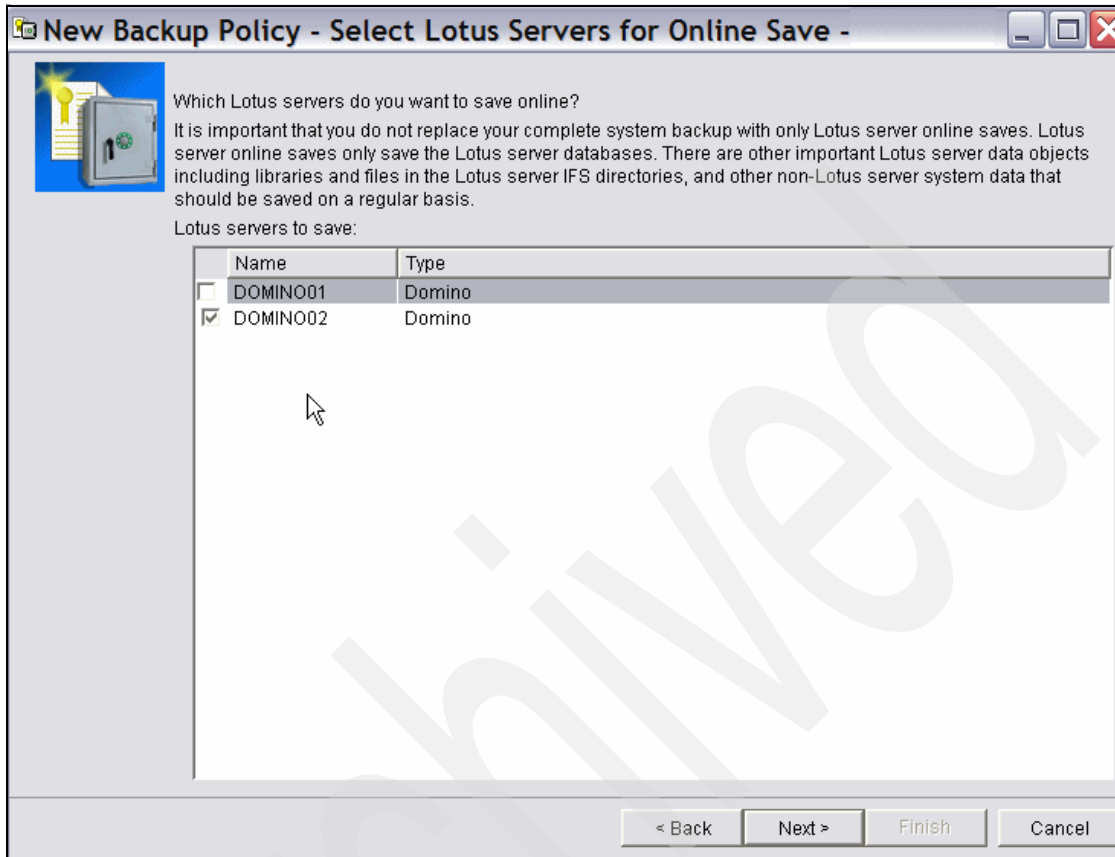 New Backup Policy - Select Lotus Servers for Online Save -
Which Lotus servers do you want to save online?
It is important that you do not replace your complete system backup with only Lotus server online saves. Lotus
server online saves only save the Lotus server databases. There are other important Lotus server data objects
including libraries and files in the Lotus server IFS directories, and other non-Lotus server system data that
should be saved on a regular basis.
Lotus servers to save:
Name Type
DOMINO01 Domino
DOMINO02 Domino
< Back Next > Finish Cancel